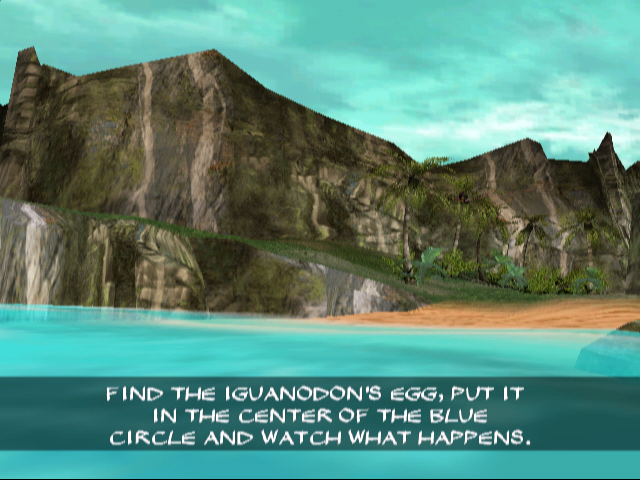 FIND THE IGUANODON'S EGG, PUT IT
IN THE CENTER OF THE BLUE
CIRCLE AND WATCH WHAT HAPPENS.